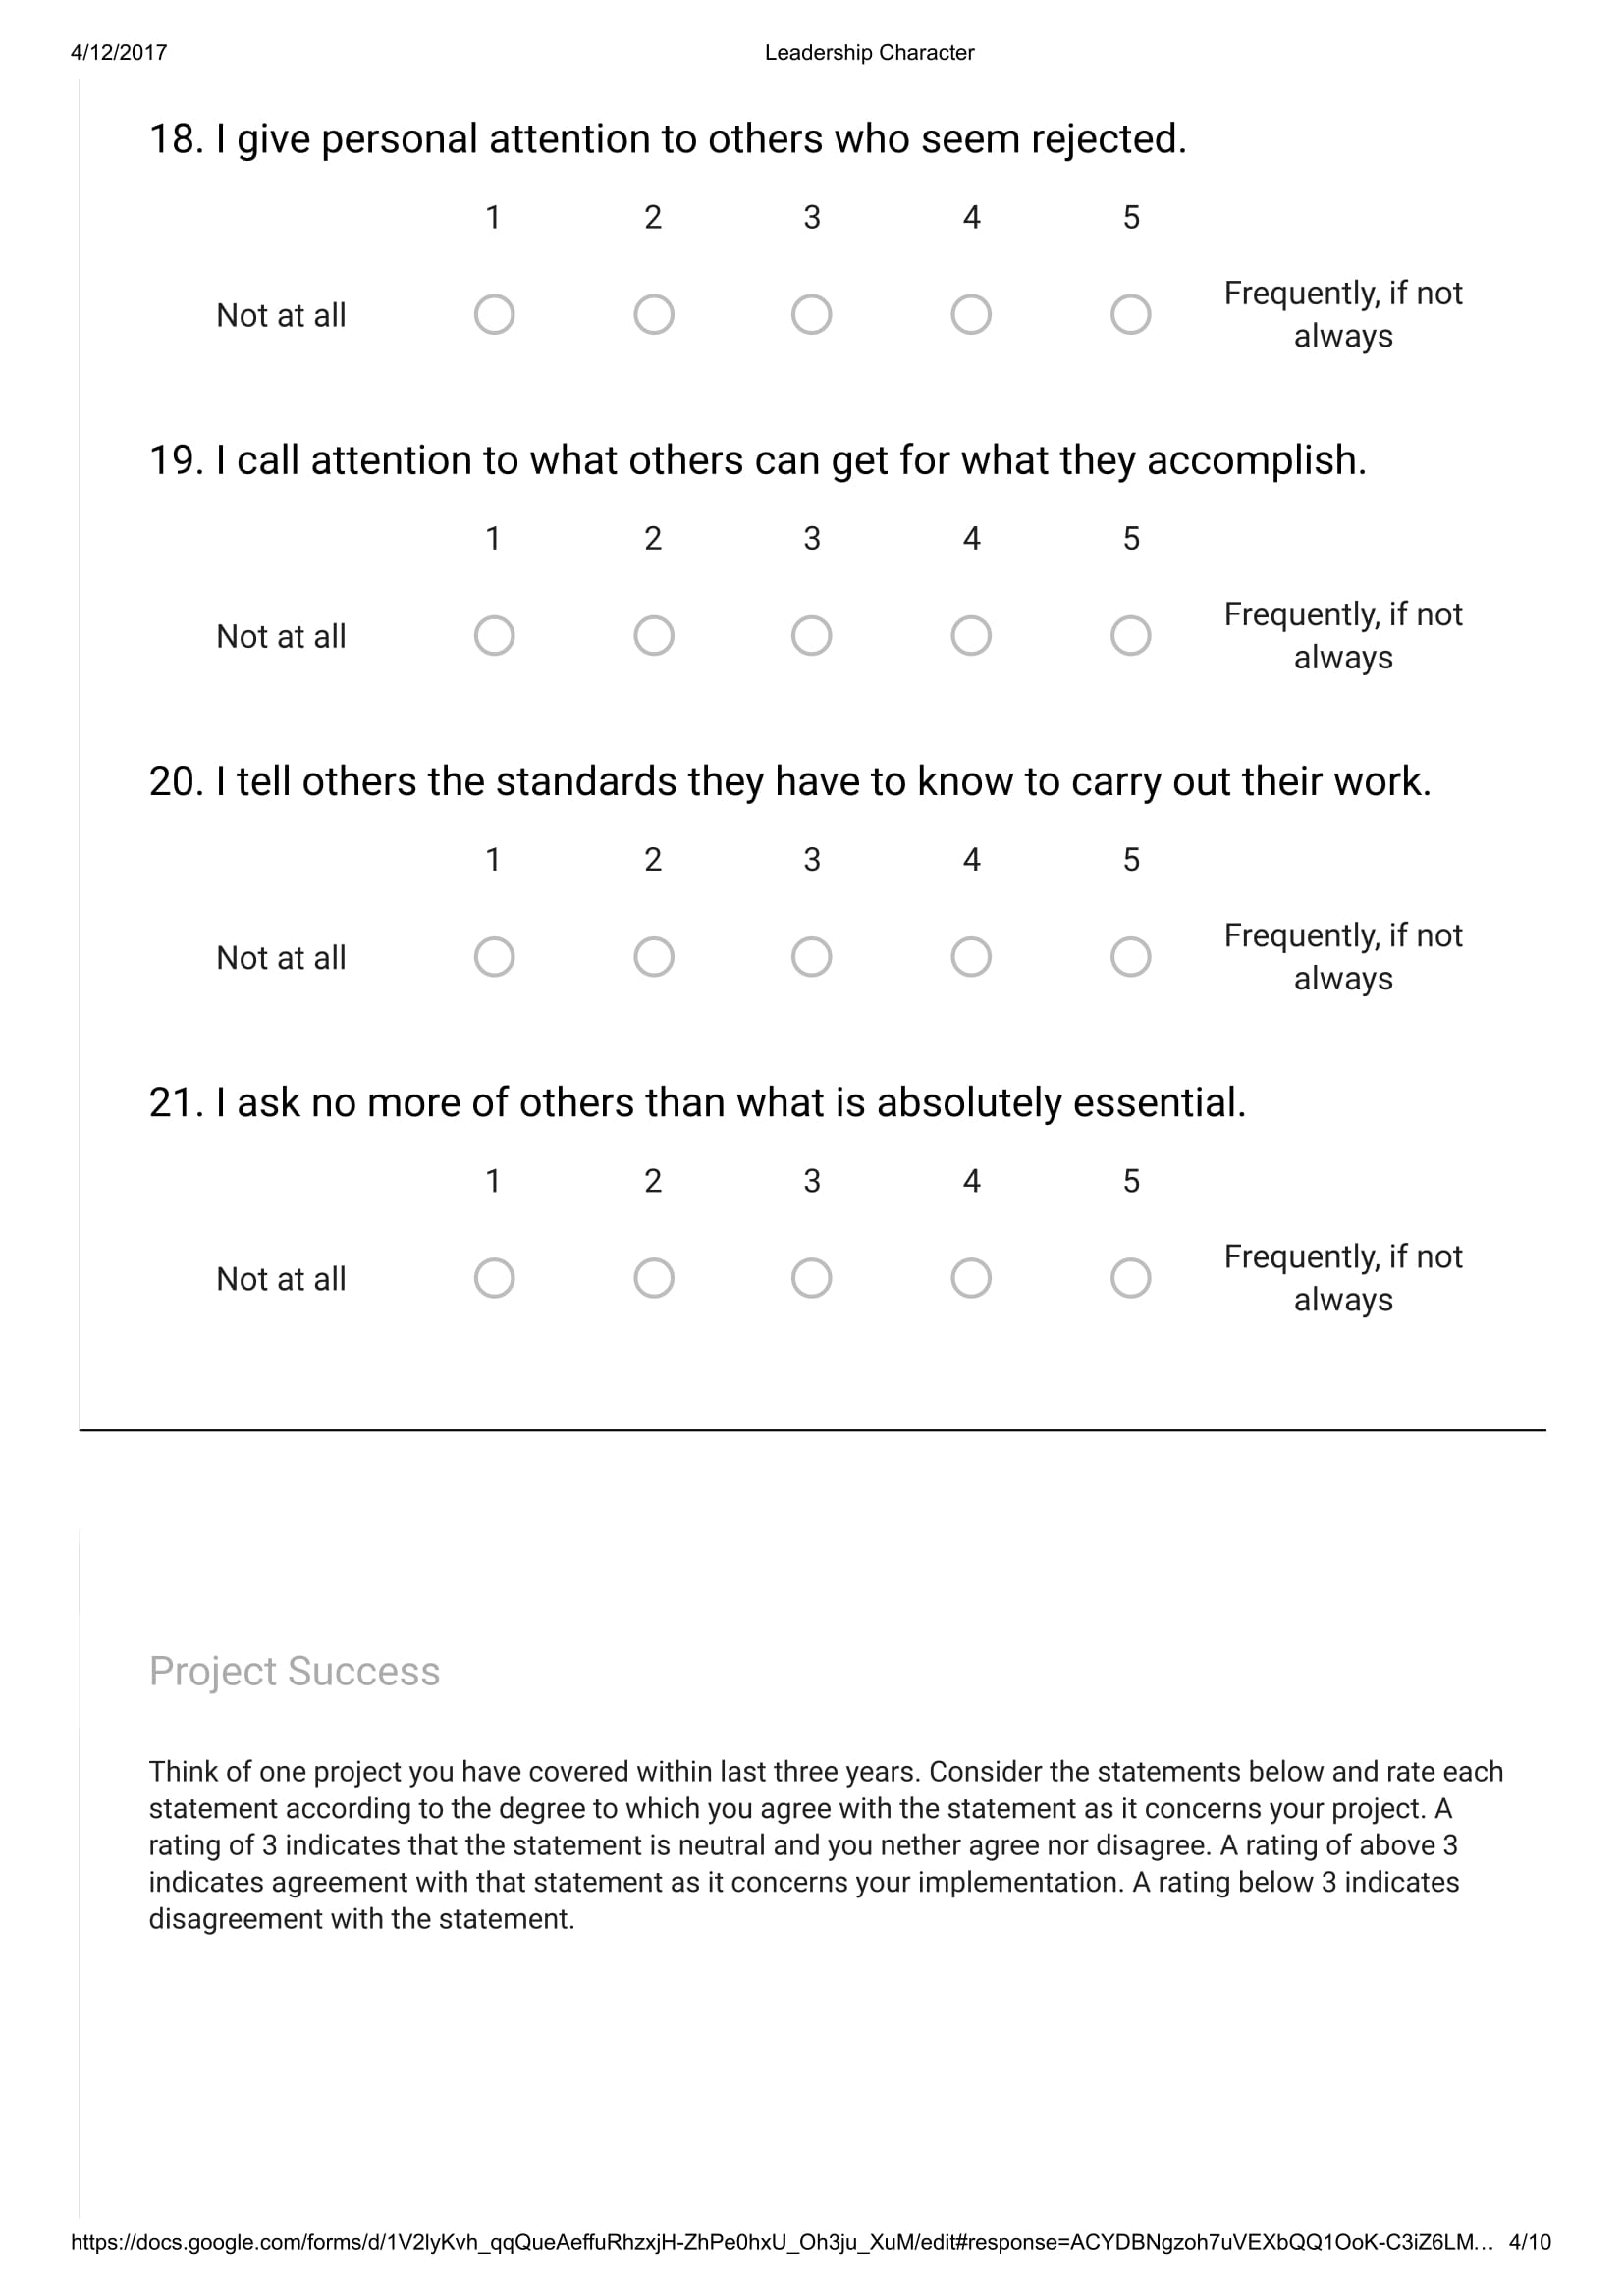 4/12/2017 Leadership Character
18. I give personal attention to others who seem rejected.
1 2 3 4 5
Not at all
Frequently, if not
always
19. I call attention to what others can get for what they accomplish.
1 2 3 4 5
Not at all
Frequently, if not
always
20. I tell others the standards they have to know to carry out their work.
1 2 3 4 5
Not at all
Frequently, if not
always
21. I ask no more of others than what is absolutely essential.
1 2 3 4 5
Not at all
Frequently, if not
always
Project Success
Think of one project you have covered within last three years. Consider the statements below and rate each
statement according to the degree to which you agree with the statement as it concerns your project. A
rating of 3 indicates that the statement is neutral and you nether agree nor disagree. A rating of above 3
indicates agreement with that statement as it concerns your implementation. A rating below 3 indicates
disagreement with the statement.
https://docs.google.com/forms/d/1V2lyKvh_qqQueAeffuRhzxjH-ZhPe0hxU_Oh3ju_XuM/edit#response=ACYDBNgzoh7uVEXbQQ1OoK-C3iZ6LM… 4/10